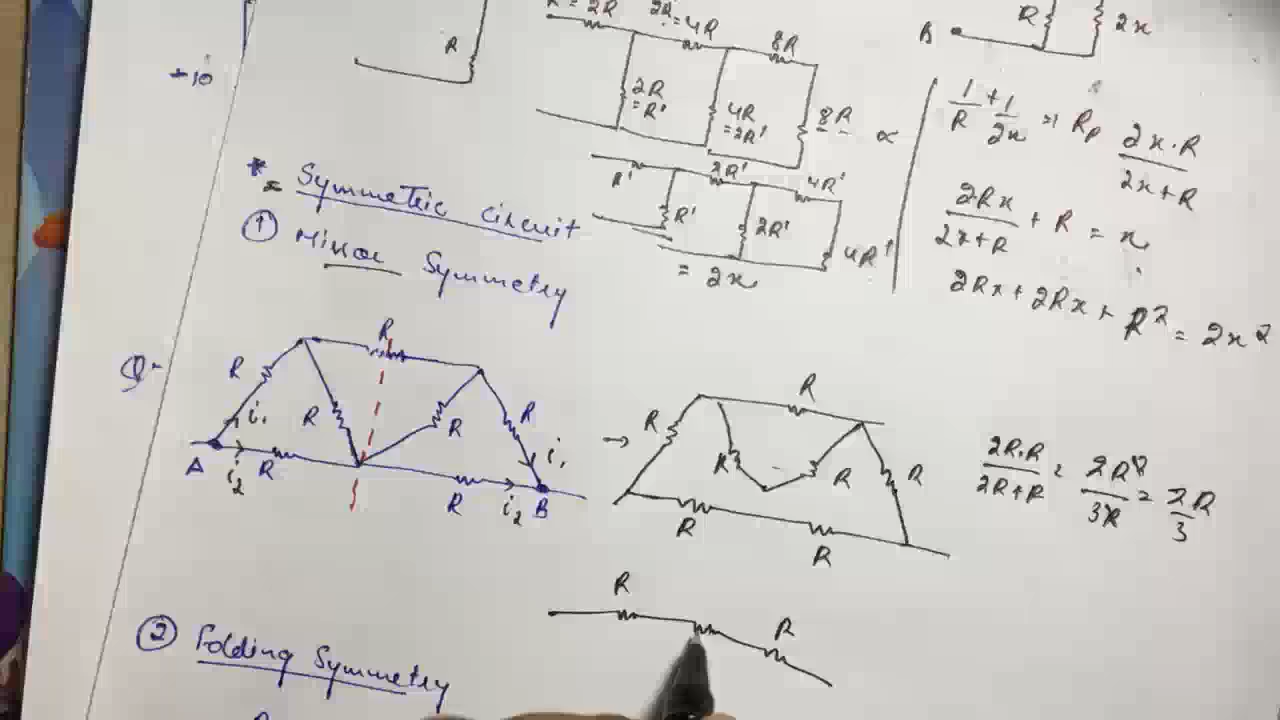 R
+10
R = 2R
2R = 4R
8R
2R = R'
4R = 2R'
8R
R'
2R'
4R'
R'
2R'
4R'
= 2x
∝
B
R
2x
1/R + 1/2x = Rp
2x·R / 2x+R
2Rx / 2x+R + R = x
2Rx + 2Rx + R² = 2x²
* = Symmetric circuit
① Mirror Symmetry
Q-
R
R
R
R
R
i₁
i₁
A
i₂
R
R
i₂
B
→
R
R
R
R
R
R
R
2R·R / 2R+R = 2R² / 3R = 2R / 3
R
R
② Folding Symmetry